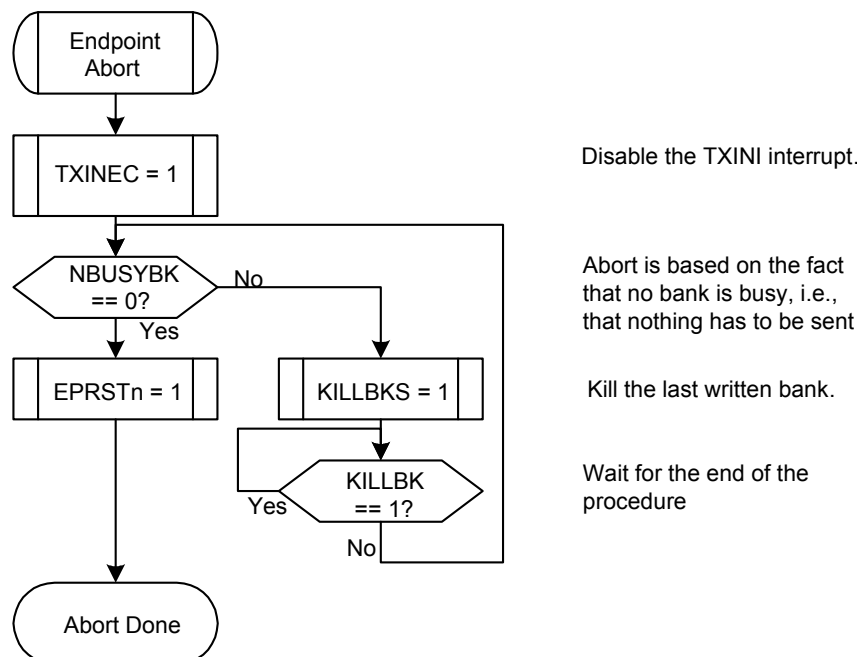 Endpoint
Abort
TXINEC = 1
Disable the TXINI interrupt.
NBUSYBK
== 0?
No
Yes
Abort is based on the fact
that no bank is busy, i.e.,
that nothing has to be sent
EPRSTn = 1
KILLBKS = 1
Kill the last written bank.
KILLBK
== 1?
Yes
No
Wait for the end of the
procedure
Abort Done